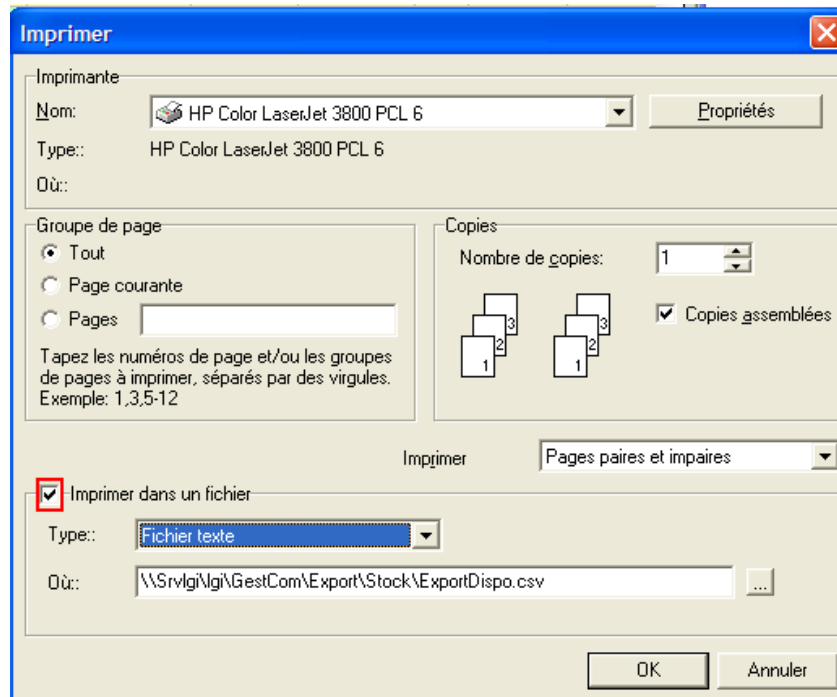 Imprimer
Imprimante
Nom:
HP Color LaserJet 3800 PCL 6
Propriétés
Type::
HP Color LaserJet 3800 PCL 6
Où::
Groupe de page
Tout
Page courante
Pages
Tapez les numéros de page et/ou les groupes
de pages à imprimer, séparés par des virgules.
Exemple: 1,3,5-12
Copies
Nombre de copies:
1
3
2
1
3
2
1
Copies assemblées
Imprimer
Pages paires et impaires
Imprimer dans un fichier
Type::
Fichier texte
Où::
\\Srvlgi\lgi\GestCom\Export\Stock\ExportDispo.csv
...
OK
Annuler